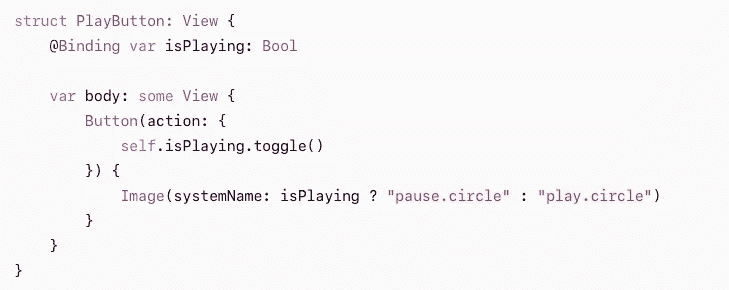 struct PlayButton: View {
    @Binding var isPlaying: Bool

    var body: some View {
        Button(action: {
            self.isPlaying.toggle()
        }) {
            Image(systemName: isPlaying ? "pause.circle" : "play.circle")
        }
    }
}